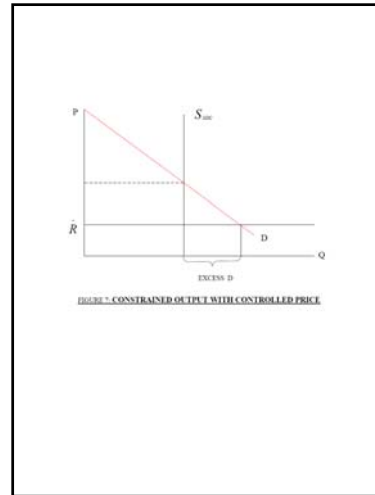 P
S
R̄
D
Q
EXCESS D
FIGURE 7: CONSTRAINED OUTPUT WITH CONTROLLED PRICE